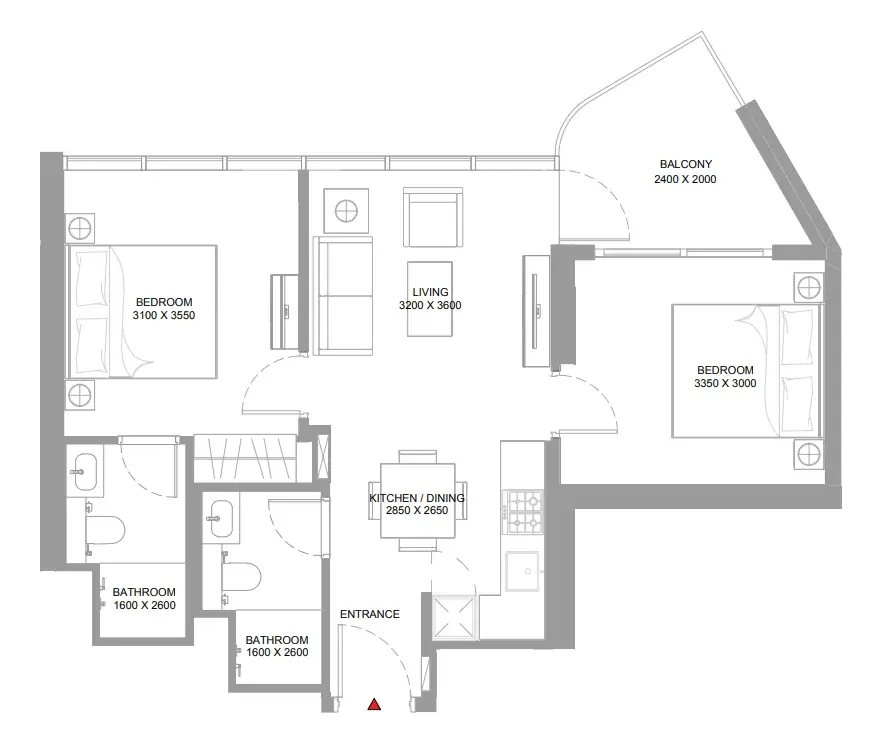 BALCONY
2400 X 2000
BEDROOM
3100 X 3550
LIVING
3200 X 3600
BEDROOM
3350 X 3000
KITCHEN / DINING
2850 X 2650
BATHROOM
1600 X 2600
ENTRANCE
BATHROOM
1600 X 2600